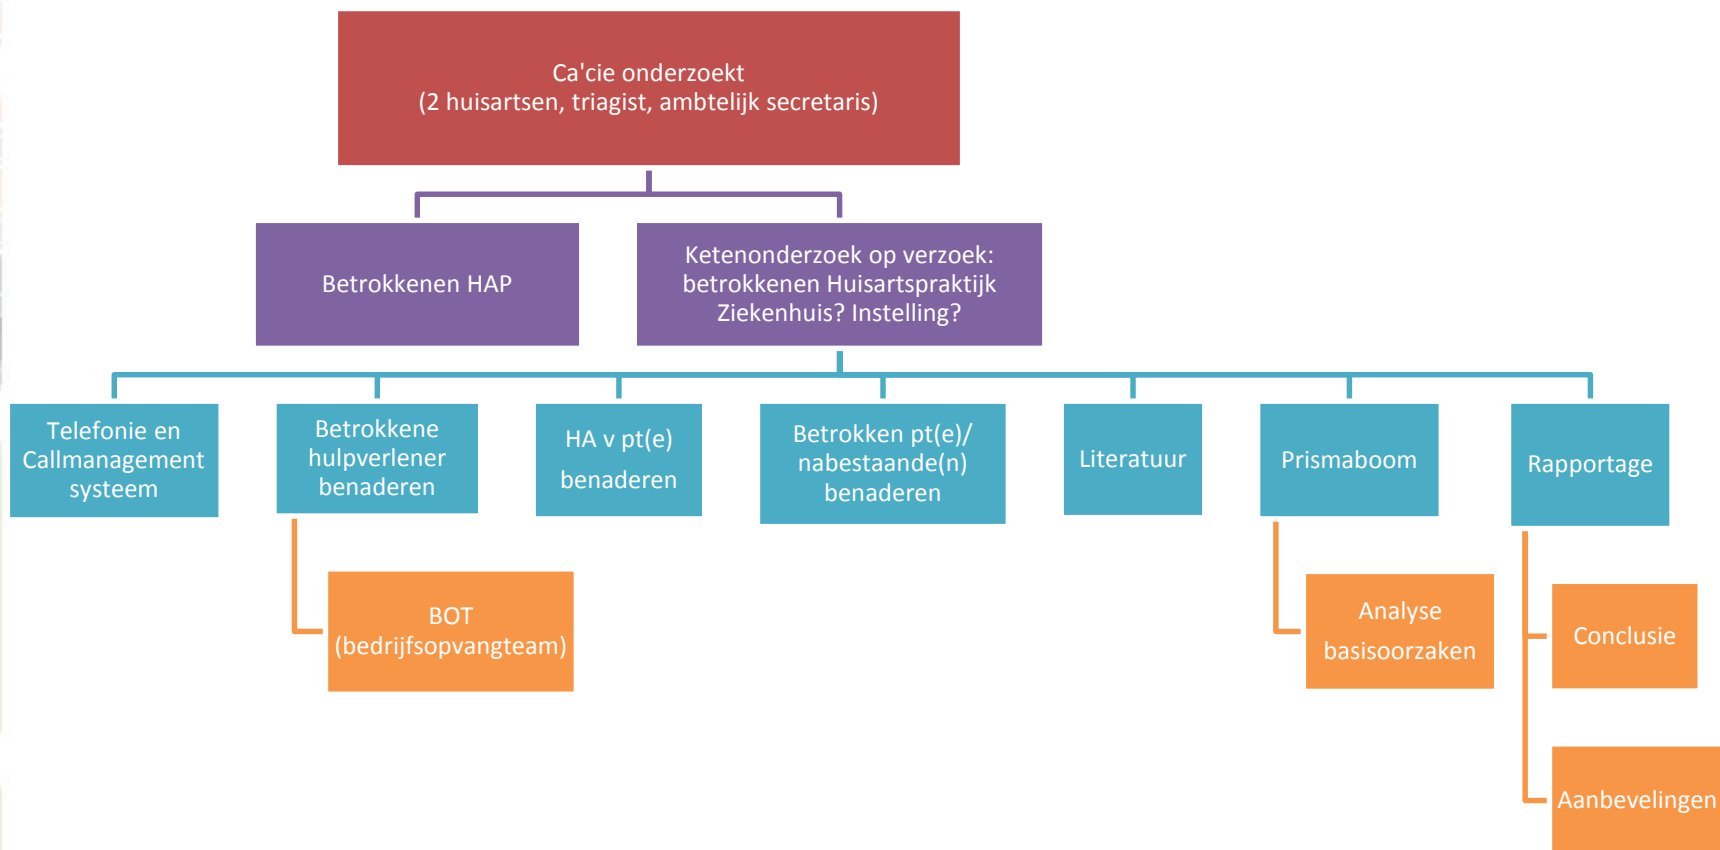 Ca'cie onderzoekt
(2 huisartsen, triagist, ambtelijk secretaris)
Betrokkenen HAP
Ketenonderzoek op verzoek:
betrokkenen Huisartspraktijk
Ziekenhuis? Instelling?
Telefonie en
Callmanagement
systeem
Betrokkene
hulpverlener
benaderen
HA v pt(e)
benaderen
Betrokken pt(e)/
nabestaande(n)
benaderen
Literatuur
Prismaboom
Rapportage
BOT
(bedrijfsopvangteam)
Analyse
basisoorzaken
Conclusie
Aanbevelingen